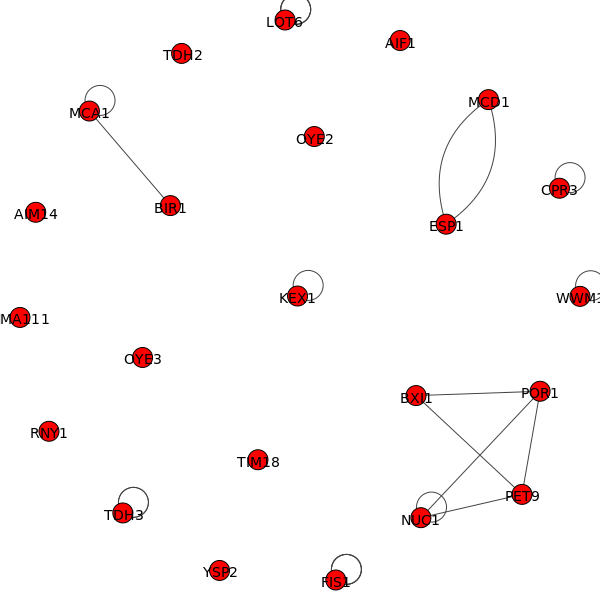 LOT6
AIF1
TDH2
MCD1
MCA1
OYE2
CPR3
BIR1
AIM14
ESP1
KEX1
WWM1
MA111
OYE3
BXI1
POR1
RNY1
TIM18
PET9
TDH3
NUC1
YSP2
FIS1